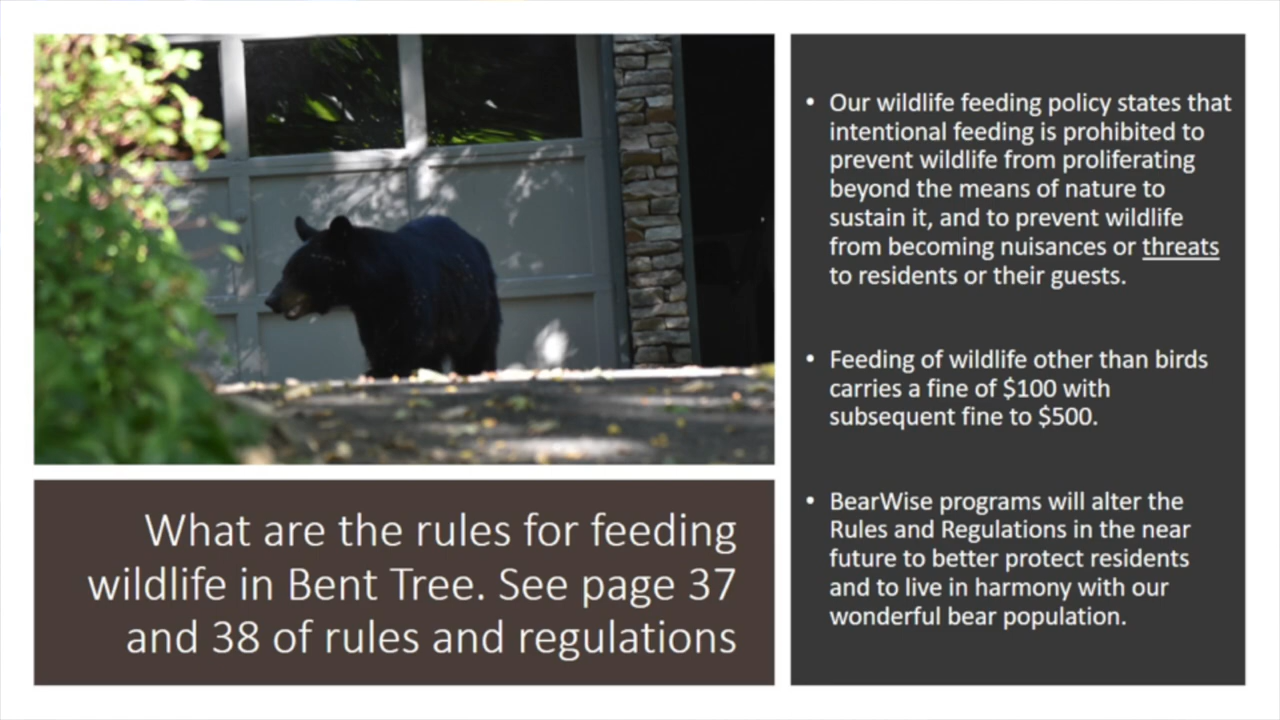 • Our wildlife feeding policy states that
intentional feeding is prohibited to
prevent wildlife from proliferating
beyond the means of nature to
sustain it, and to prevent wildlife
from becoming nuisances or threats
to residents or their guests.
• Feeding of wildlife other than birds
carries a fine of $100 with
subsequent fine to $500.
• BearWise programs will alter the
Rules and Regulations in the near
future to better protect residents
and to live in harmony with our
wonderful bear population.
What are the rules for feeding
wildlife in Bent Tree. See page 37
and 38 of rules and regulations